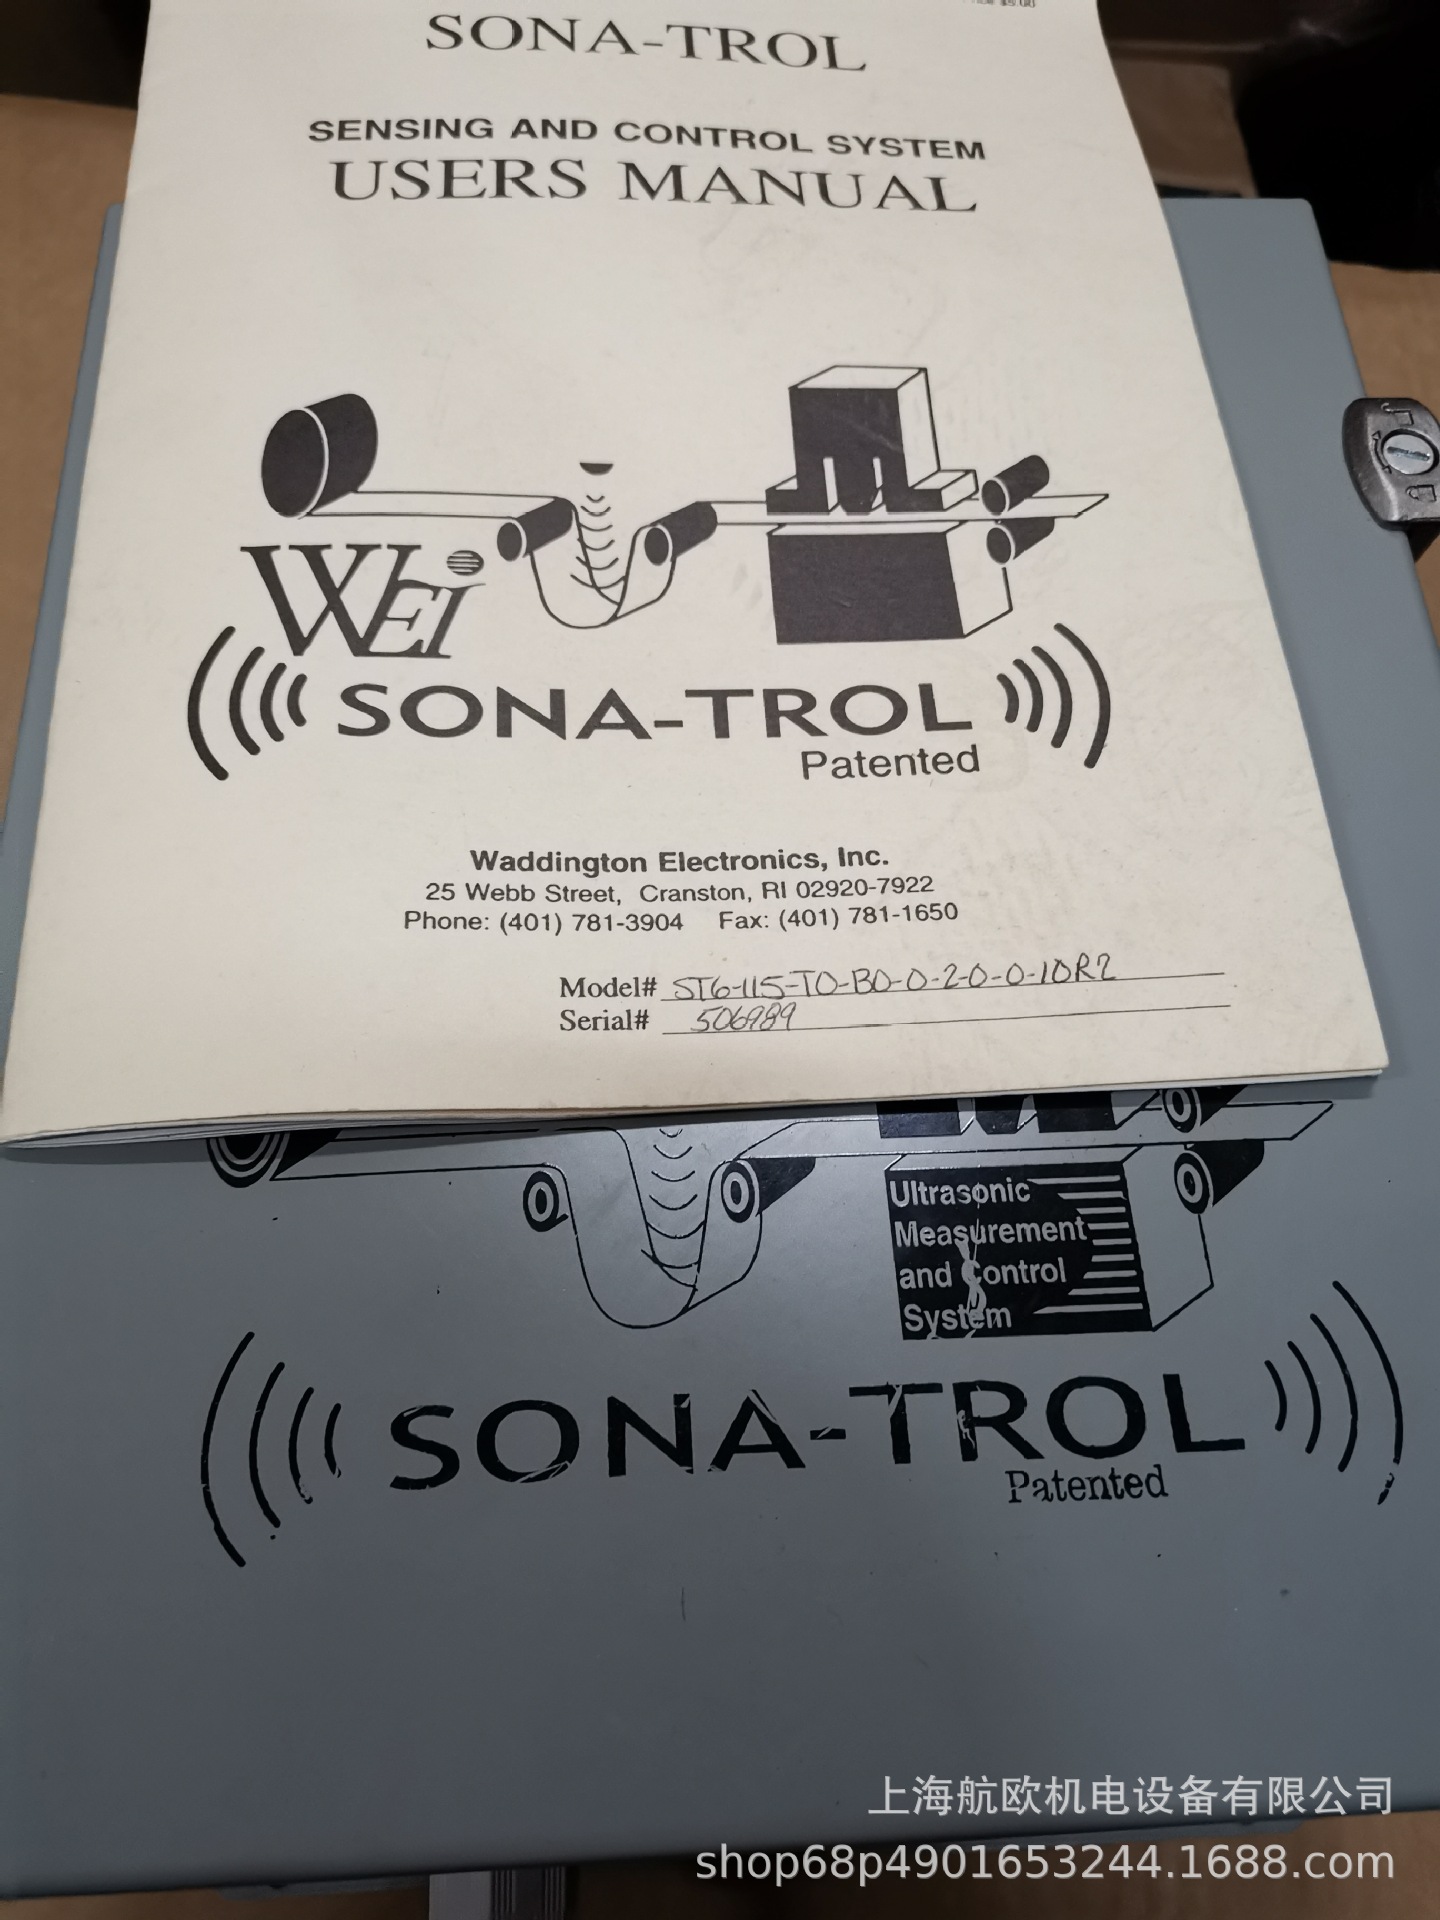 $5.00
SONA-TROL
SENSING AND CONTROL SYSTEM
USERS MANUAL
WEi
SONA-TROL
Patented
Waddington Electronics, Inc.
25 Webb Street, Cranston, RI 02920-7922
Phone: (401) 781-3904 Fax: (401) 781-1650
Model# ST6-115-TO-BO-0-2-0-0-10R2
Serial# 506989
Ultrasonic
Measurement
and Control
System
SONA-TROL
Patented
上海航欧机电设备有限公司
shop68p4901653244.1688.com